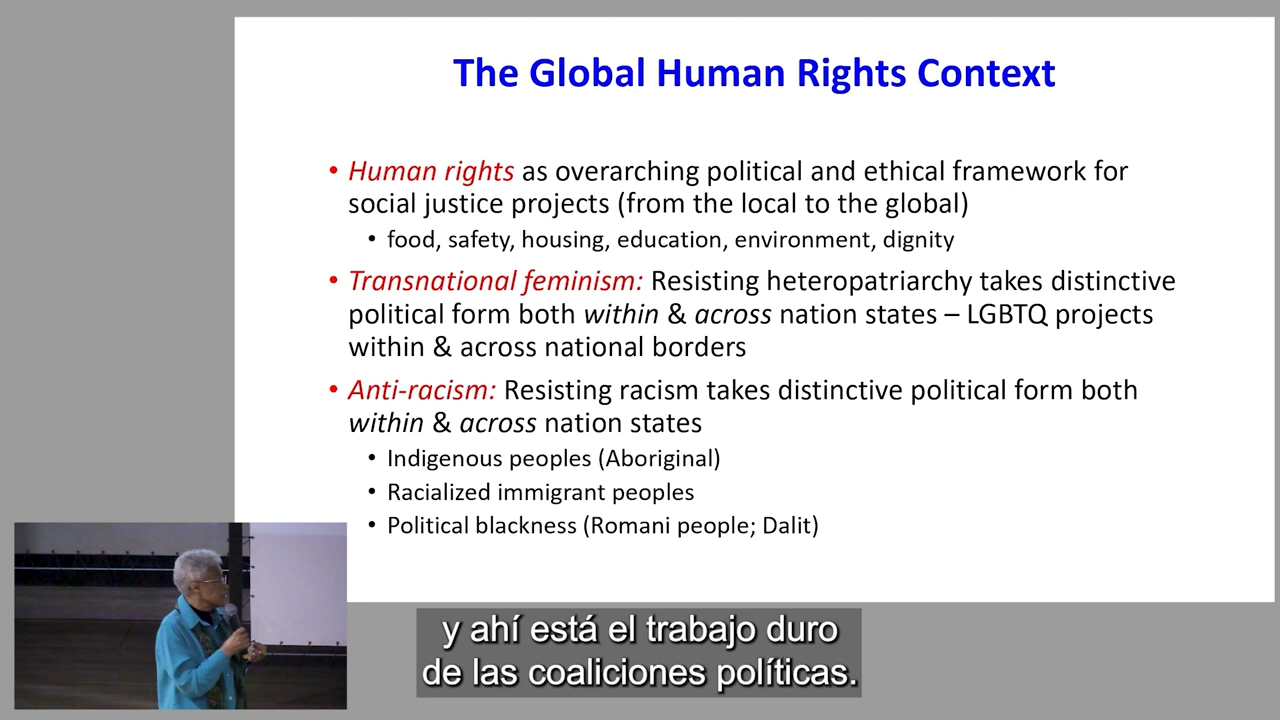 The Global Human Rights Context
• Human rights as overarching political and ethical framework for
social justice projects (from the local to the global)
• food, safety, housing, education, environment, dignity
• Transnational feminism: Resisting heteropatriarchy takes distinctive
political form both within & across nation states – LGBTQ projects
within & across national borders
• Anti-racism: Resisting racism takes distinctive political form both
within & across nation states
• Indigenous peoples (Aboriginal)
• Racialized immigrant peoples
• Political blackness (Romani people; Dalit)
y ahí está el trabajo duro
de las coaliciones políticas.